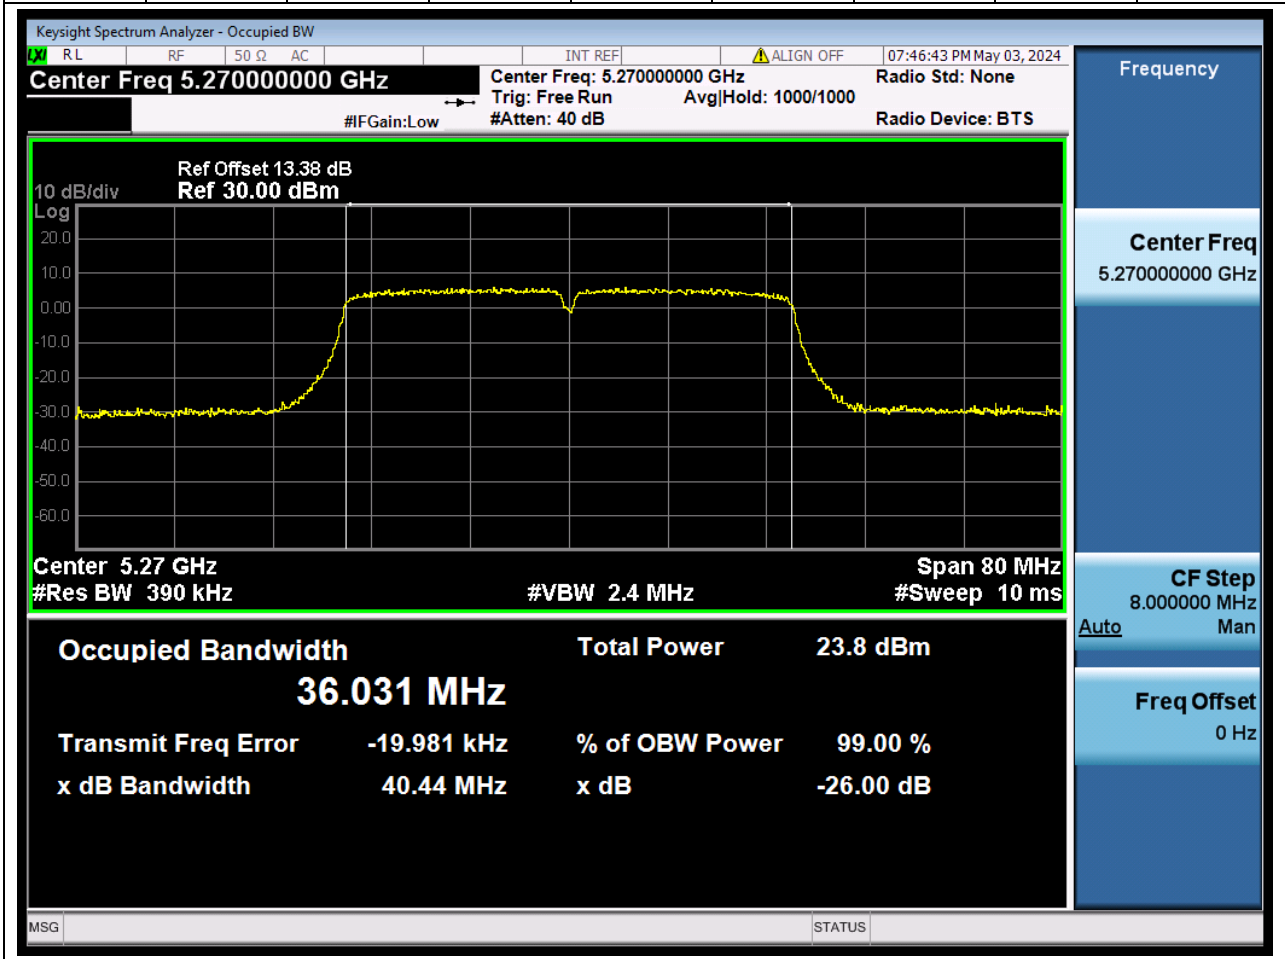 Keysight Spectrum Analyzer - Occupied BW
LXI RL RF 50 Ω AC INT REF ALIGN OFF 07:46:43 PM May 03, 2024
Center Freq 5.270000000 GHz
Center Freq: 5.270000000 GHz
Radio Std: None
Trig: Free Run Avg|Hold: 1000/1000
#IFGain:Low #Atten: 40 dB Radio Device: BTS
Frequency
Ref Offset 13.38 dB
10 dB/div Ref 30.00 dBm
Log
20.0
10.0
0.00
-10.0
-20.0
-30.0
-40.0
-50.0
-60.0
Center 5.27 GHz Span 80 MHz
#Res BW 390 kHz #VBW 2.4 MHz #Sweep 10 ms
Occupied Bandwidth Total Power 23.8 dBm
36.031 MHz
Transmit Freq Error -19.981 kHz % of OBW Power 99.00 %
x dB Bandwidth 40.44 MHz x dB -26.00 dB
Center Freq
5.270000000 GHz
CF Step
8.000000 MHz
Auto Man
Freq Offset
0 Hz
MSG STATUS